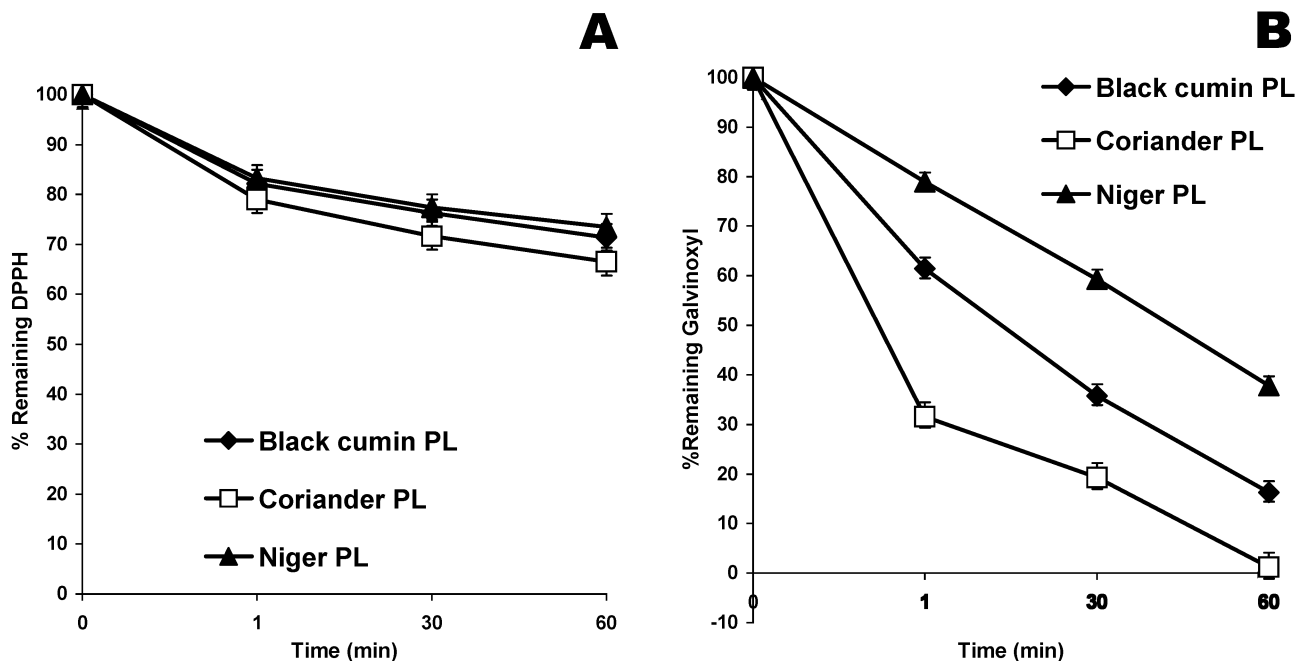 A
100
90
80
70
60
50
40
30
20
10
0
% Remaining DPPH
Black cumin PL
Coriander PL
Niger PL
0 1 30 60
Time (min)
B
100
90
80
70
60
50
40
30
20
10
0
-10
%Remaining Galvinoxyl
Black cumin PL
Coriander PL
Niger PL
0 1 30 60
Time (min)